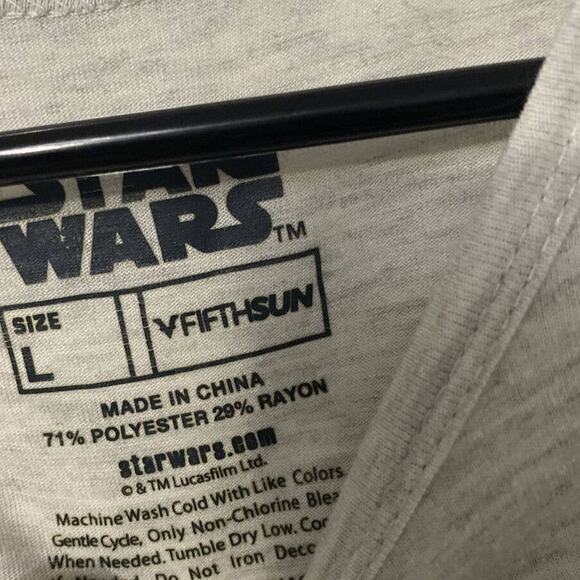 STAR
WARS™
SIZE
L
FIFTHSUN
MADE IN CHINA
71% POLYESTER 29% RAYON
starwars.com
© & TM Lucasfilm Ltd.
Machine Wash Cold With Like Colors
Gentle Cycle, Only Non-Chlorine
When Needed. Tumble Dry Low.
Do Not Iron